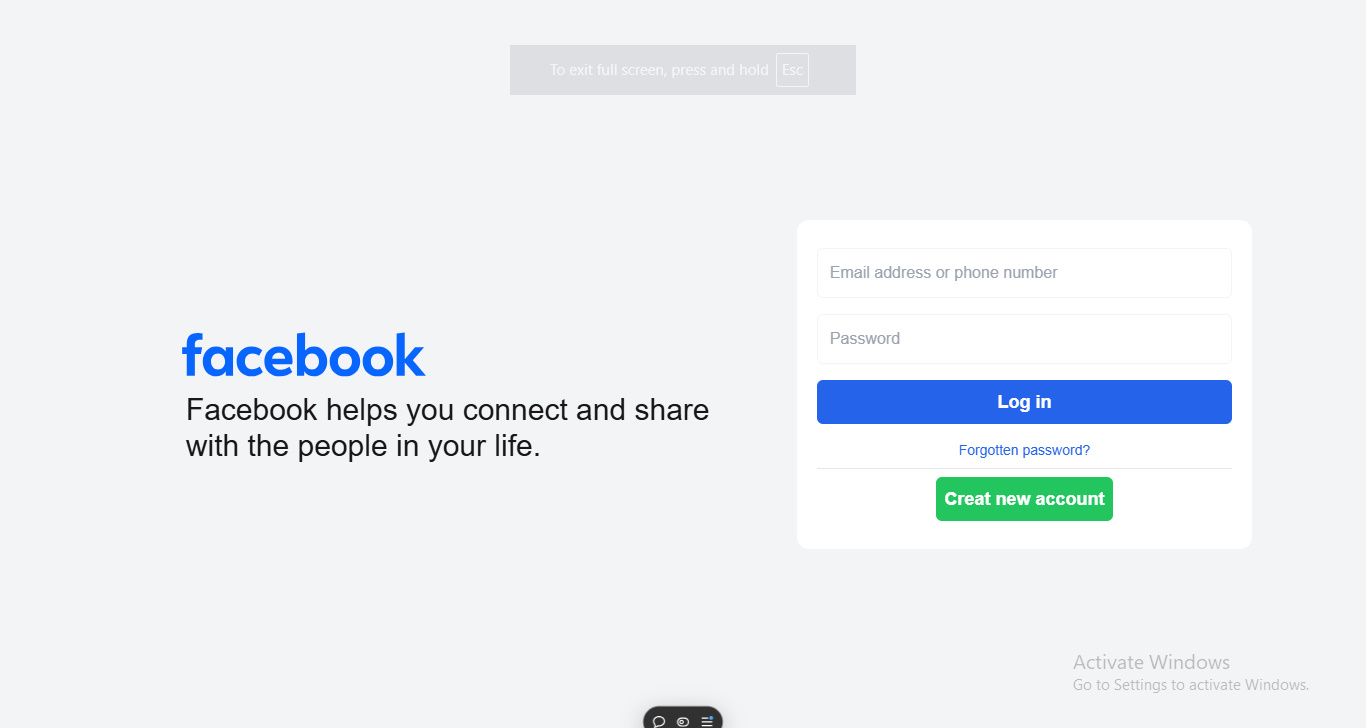 To exit full screen, press and hold Esc
Email address or phone number
Password
facebook
Facebook helps you connect and share
with the people in your life.
Log in
Forgotten password?
Creat new account
Activate Windows
Go to Settings to activate Windows.